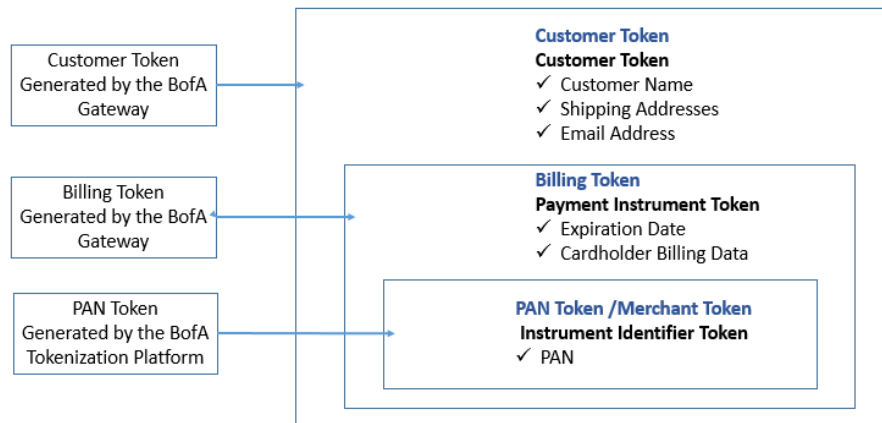 Customer Token
Generated by the BofA
Gateway
Customer Token
Customer Token
✓ Customer Name
✓ Shipping Addresses
✓ Email Address
Billing Token
Generated by the BofA
Gateway
Billing Token
Payment Instrument Token
✓ Expiration Date
✓ Cardholder Billing Data
PAN Token
Generated by the BofA
Tokenization Platform
PAN Token /Merchant Token
Instrument Identifier Token
✓ PAN